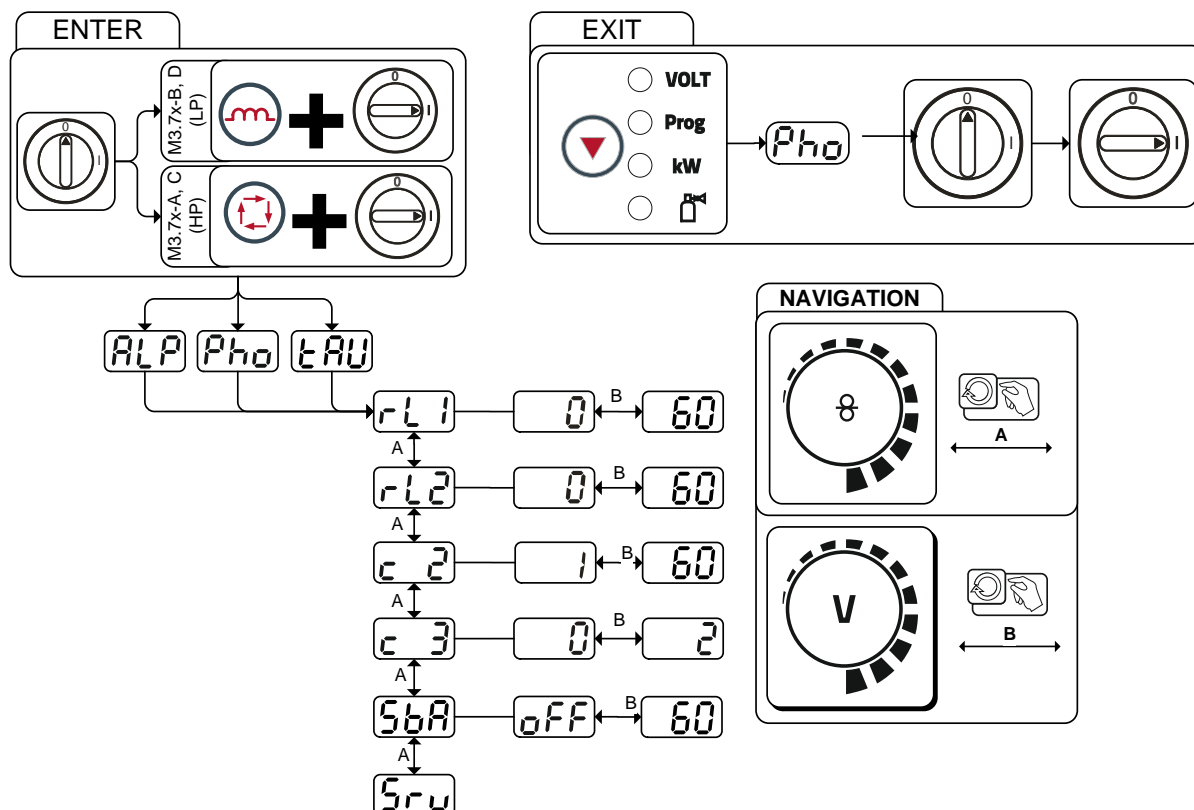 ENTER
M3.7x-B, D
(LP)
0
I
0
I
M3.7x-A, C
(HP)
0
I
EXIT
VOLT
Prog
kW
Pho
0
I
0
I
ALP
Pho
tAU
rL1
0
B
60
A
rL2
0
B
60
A
c 2
1
B
60
A
c 3
0
B
2
A
SbA
oFF
B
60
A
Srv
NAVIGATION
A
V
B